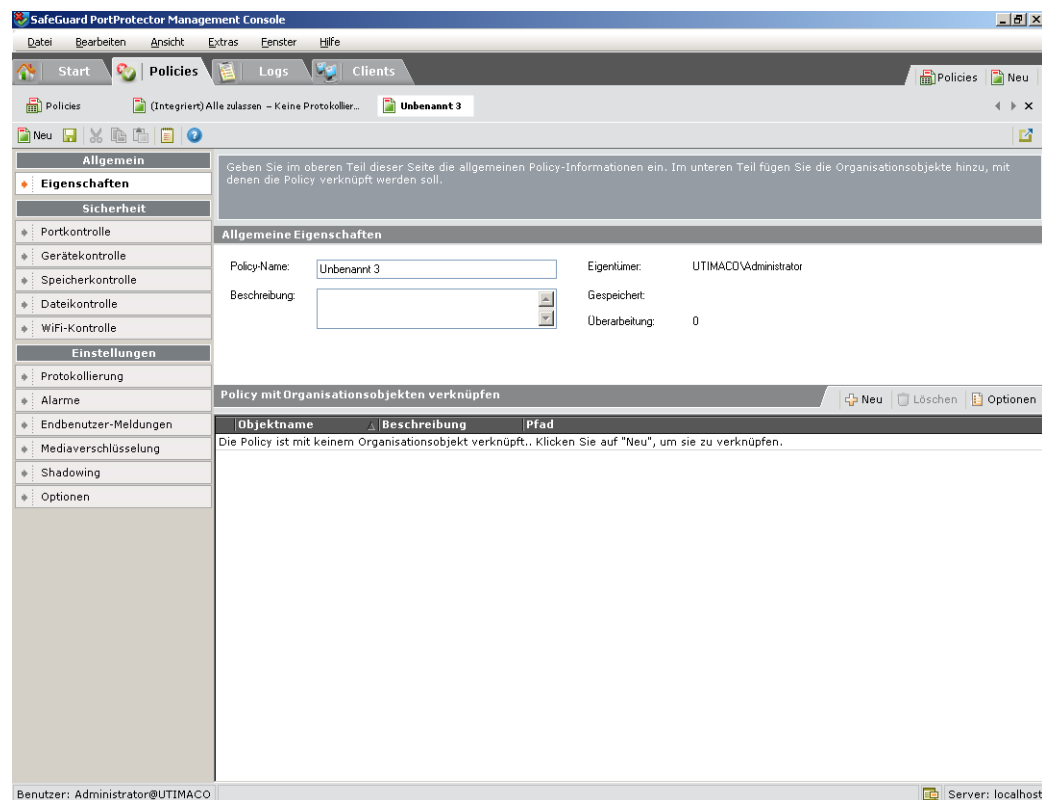 SafeGuard PortProtector Management Console
Datei Bearbeiten Ansicht Extras Fenster Hilfe
Start Policies Logs Clients
Policies Neu
Policies (Integriert) Alle zulassen – Keine Protokollier... Unbenannt 3
Neu
Allgemein
Eigenschaften
Sicherheit
Portkontrolle
Gerätekontrolle
Speicherkontrolle
Dateikontrolle
WiFi-Kontrolle
Einstellungen
Protokollierung
Alarme
Endbenutzer-Meldungen
Mediaverschlüsselung
Shadowing
Optionen
Geben Sie im oberen Teil dieser Seite die allgemeinen Policy-Informationen ein. Im unteren Teil fügen Sie die Organisationsobjekte hinzu, mit
denen die Policy verknüpft werden soll.
Allgemeine Eigenschaften
Policy-Name: Unbenannt 3 Eigentümer: UTIMACO\Administrator
Beschreibung: Gespeichert:
Überarbeitung: 0
Policy mit Organisationsobjekten verknüpfen Neu Löschen Optionen
Objektname Beschreibung Pfad
Die Policy ist mit keinem Organisationsobjekt verknüpft.. Klicken Sie auf "Neu", um sie zu verknüpfen.
Benutzer: Administrator@UTIMACO Server: localhost